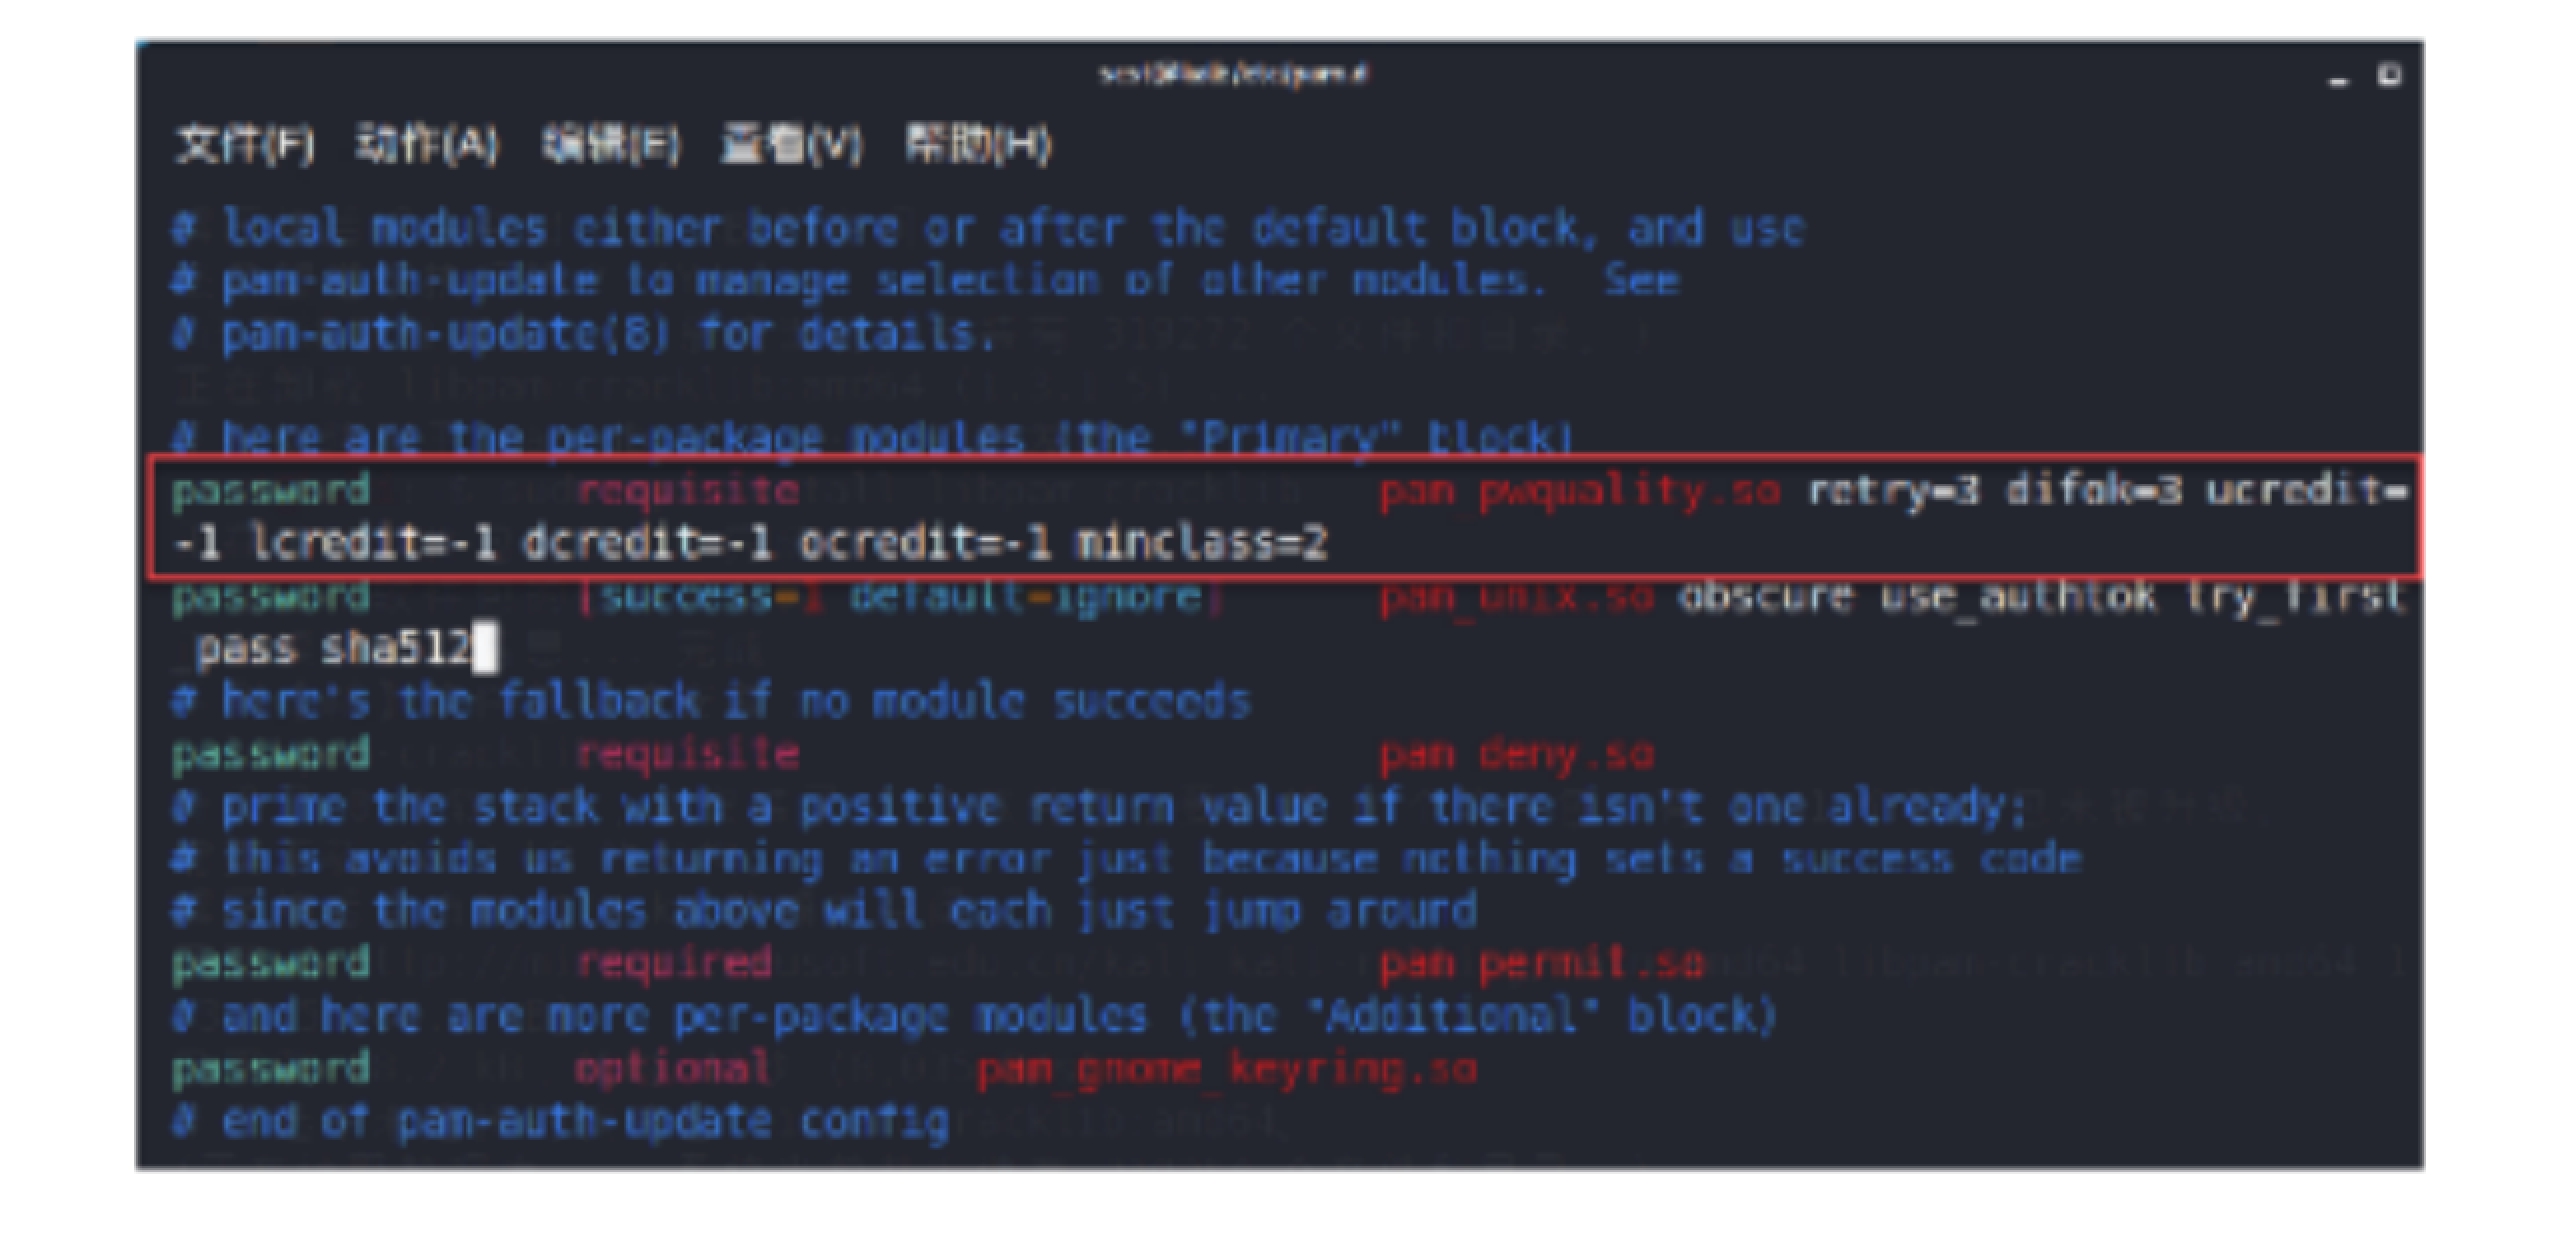 文件(F) 动作(A) 编辑(E) 查看(V) 帮助(H)
# local modules either before or after the default block, and use
# pam-auth-update to manage selection of other modules.  See
# pam-auth-update(8) for details.
# here are the per-package modules (the "Primary" block)
password requisite pam_pwquality.so retry=3 difok=3 ucredit=
-1 lcredit=-1 dcredit=-1 ocredit=-1 minclass=2
password [success=1 default=ignore] pam_unix.so obscure use_authtok try_first
_pass sha512
# here's the fallback if no module succeeds
password requisite pam_deny.so
# prime the stack with a positive return value if there isn't one already;
# this avoids us returning an error just because nothing sets a success code
# since the modules above will each just jump around
password required pam_permit.so
# and here are more per-package modules (the "Additional" block)
password optional pam_gnome_keyring.so
# end of pam-auth-update config